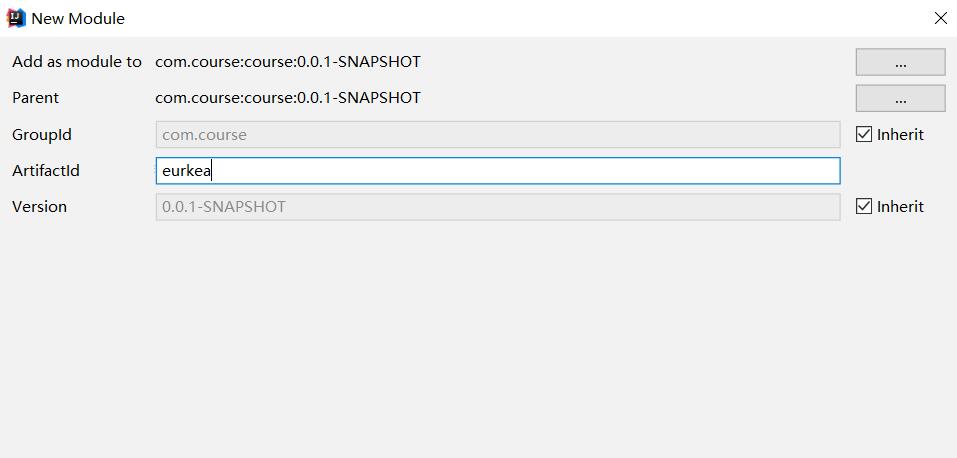 New Module
Add as module to com.course:course:0.0.1-SNAPSHOT ...
Parent com.course:course:0.0.1-SNAPSHOT ...
GroupId com.course Inherit
ArtifactId eurkea
Version 0.0.1-SNAPSHOT Inherit